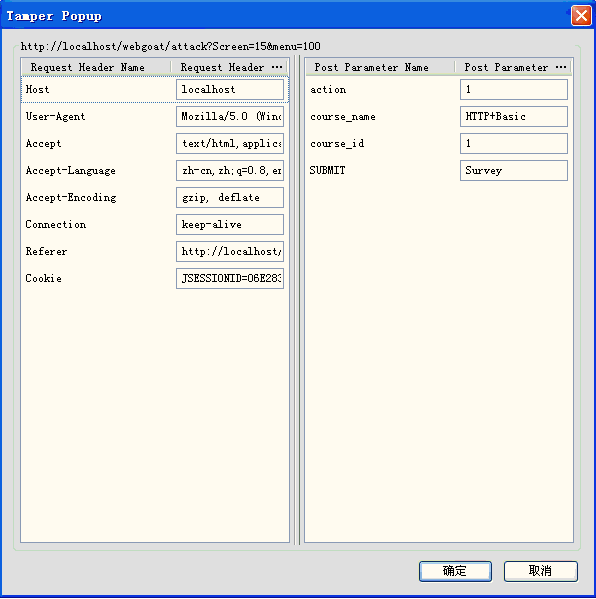 Tamper Popup
http://localhost/webgoat/attack?Screen=15&menu=100
Request Header Name Request Header ...
Host localhost
User-Agent Mozilla/5.0 (Wind
Accept text/html,applica
Accept-Language zh-cn,zh;q=0.8,en
Accept-Encoding gzip, deflate
Connection keep-alive
Referer http://localhost/
Cookie JSESSIONID=06E283
Post Parameter Name Post Parameter ...
action 1
course_name HTTP+Basic
course_id 1
SUBMIT Survey
确定 取消